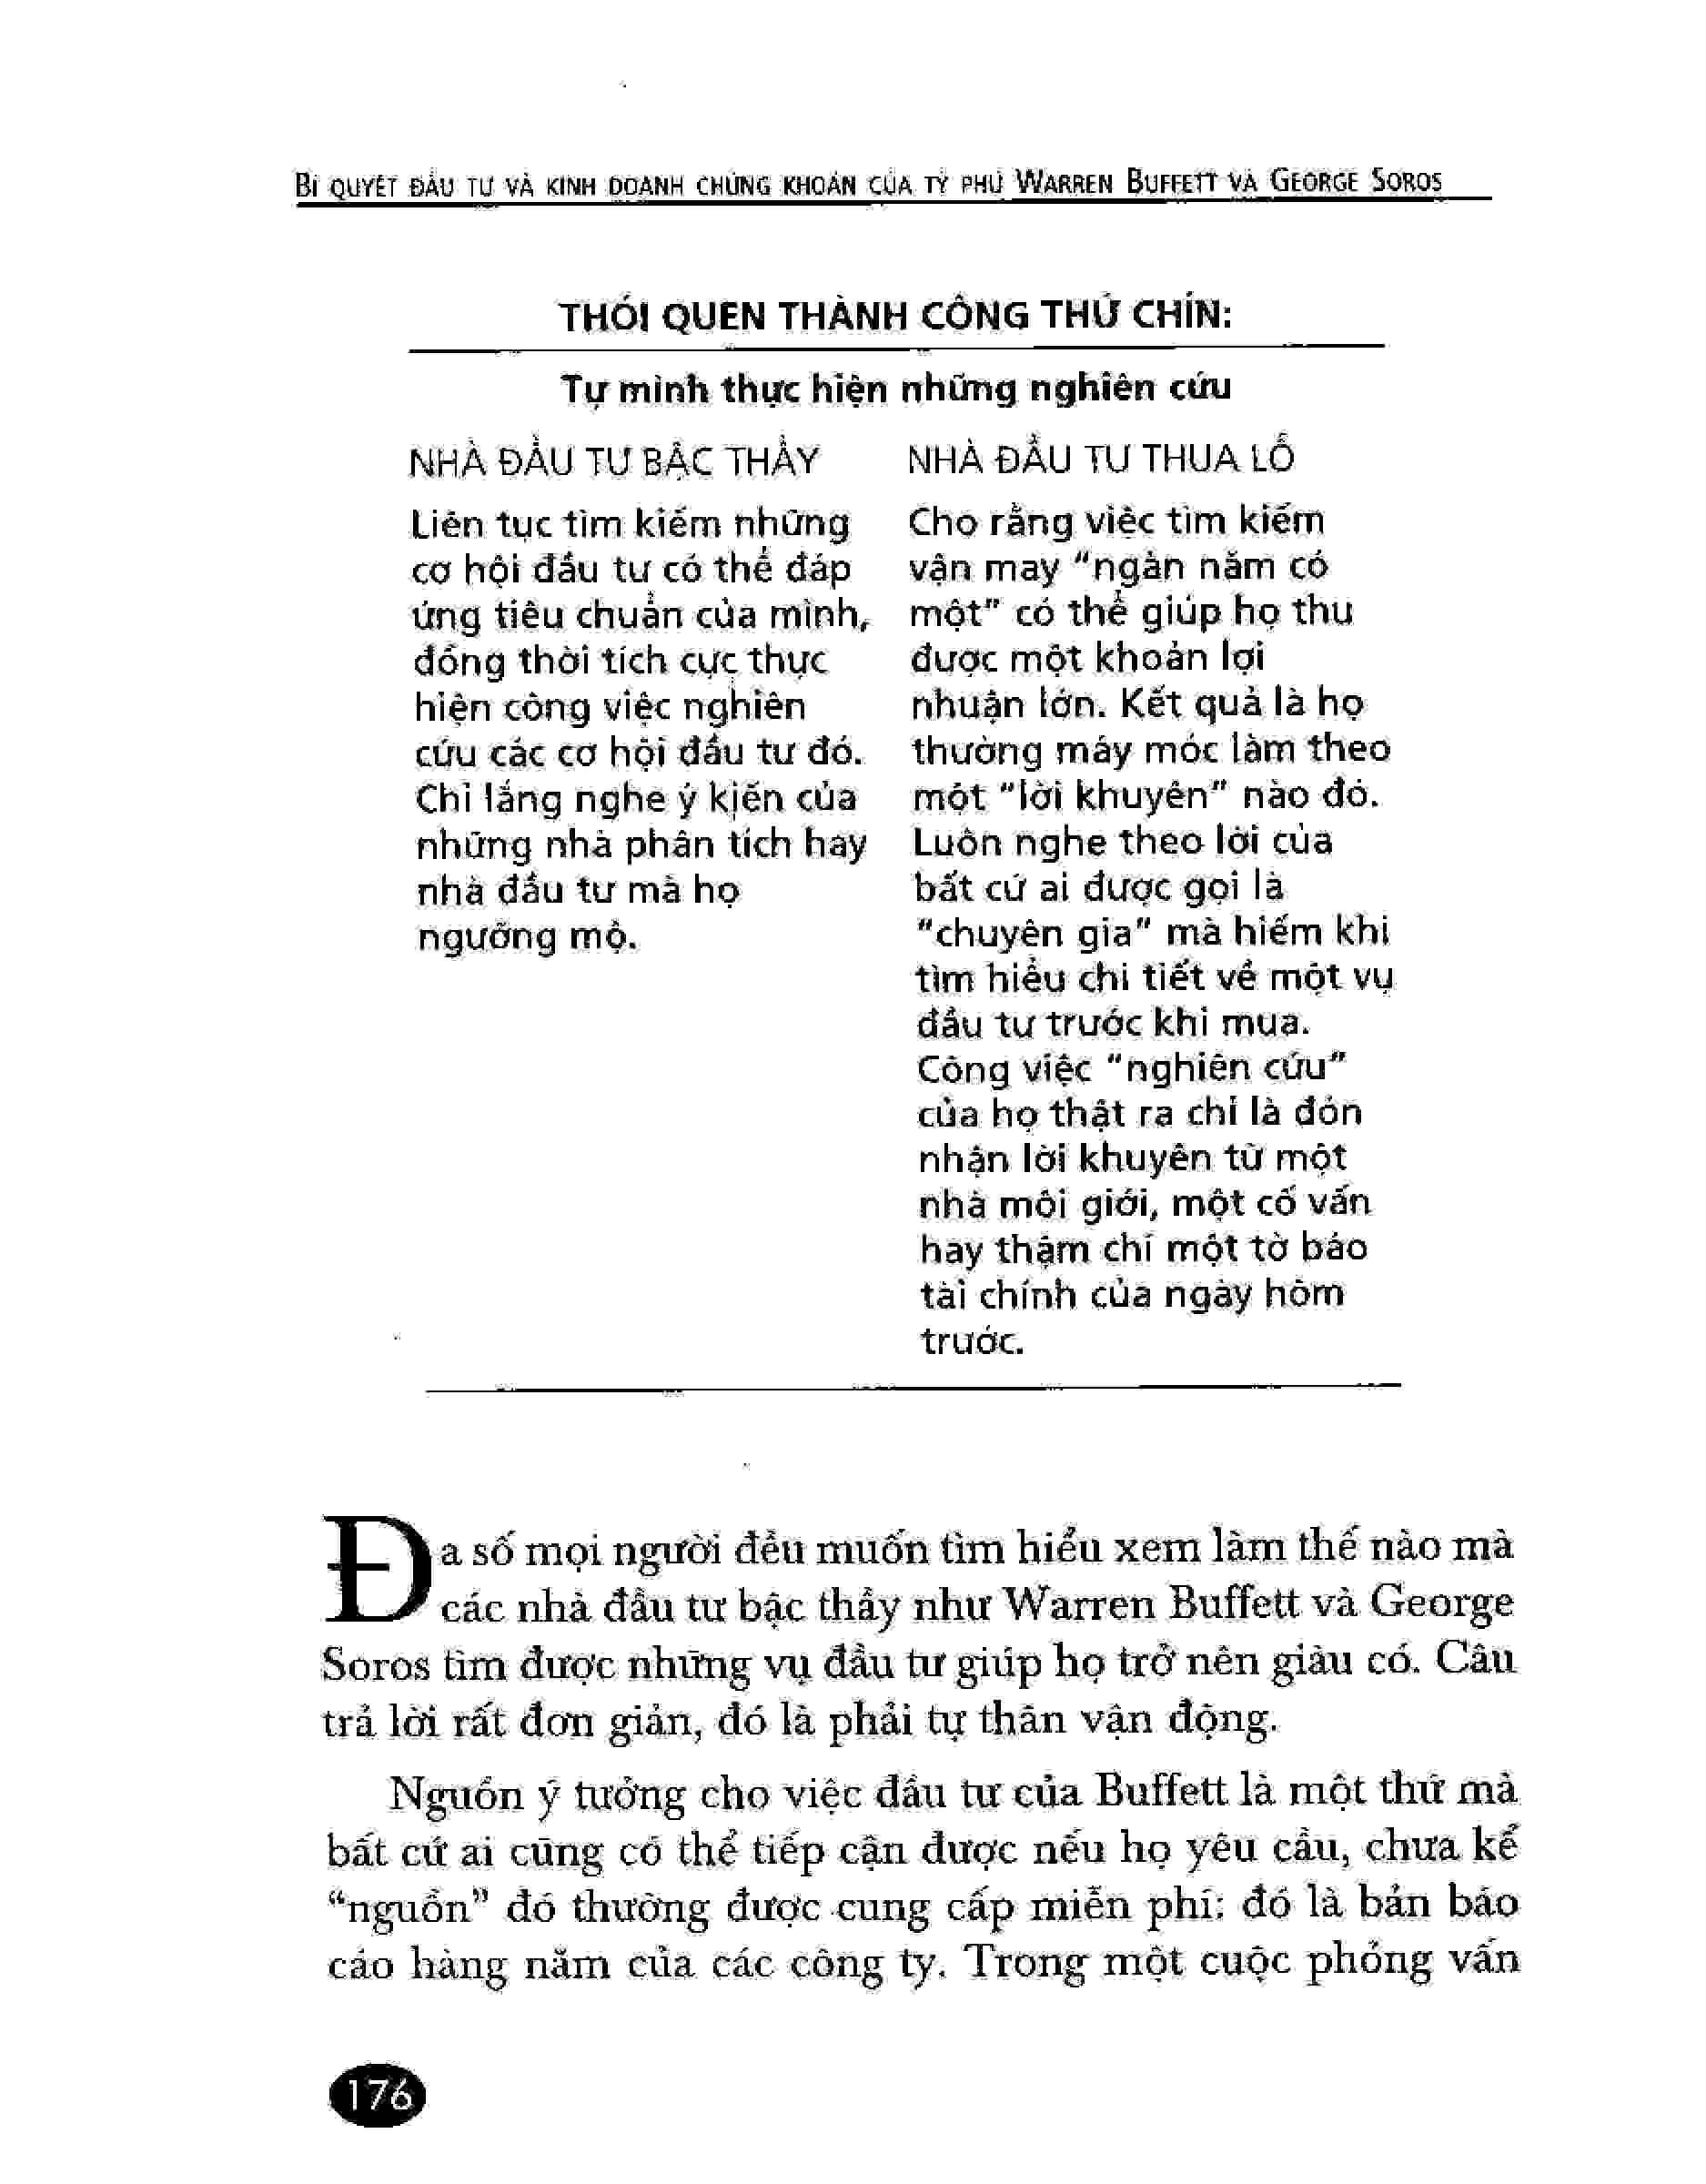 BÍ QUYẾT ĐẦU TƯ VÀ KINH DOANH CHỨNG KHOÁN CỦA TỶ PHÚ WARREN BUFFETT VÀ GEORGE SOROS
THÓI QUEN THÀNH CÔNG THỨ CHÍN:
Tự mình thực hiện những nghiên cứu
NHÀ ĐẦU TƯ BẬC THẦY
Liên tục tìm kiếm những
cơ hội đầu tư có thể đáp
ứng tiêu chuẩn của mình,
đồng thời tích cực thực
hiện công việc nghiên
cứu các cơ hội đầu tư đó.
Chỉ lắng nghe ý kiến của
những nhà phân tích hay
nhà đầu tư mà họ
ngưỡng mộ.
NHÀ ĐẦU TƯ THUA LỖ
Cho rằng việc tìm kiếm
vận may "ngàn năm có
một" có thể giúp họ thu
được một khoản lợi
nhuận lớn. Kết quả là họ
thường máy móc làm theo
một "lời khuyên" nào đó.
Luôn nghe theo lời của
bất cứ ai được gọi là
"chuyên gia" mà hiếm khi
tìm hiểu chi tiết về một vụ
đầu tư trước khi mua.
Công việc "nghiên cứu"
của họ thật ra chỉ là đón
nhận lời khuyên từ một
nhà môi giới, một cố vấn
hay thậm chí một tờ báo
tài chính của ngày hôm
trước.
Đa số mọi người đều muốn tìm hiểu xem làm thế nào mà
các nhà đầu tư bậc thầy như Warren Buffett và George
Soros tìm được những vụ đầu tư giúp họ trở nên giàu có. Câu
trả lời rất đơn giản, đó là phải tự thân vận động.
Nguồn ý tưởng cho việc đầu tư của Buffett là một thứ mà
bất cứ ai cũng có thể tiếp cận được nếu họ yêu cầu, chưa kể
“nguồn” đó thường được cung cấp miễn phí: đó là bản báo
cáo hàng năm của các công ty. Trong một cuộc phỏng vấn
176